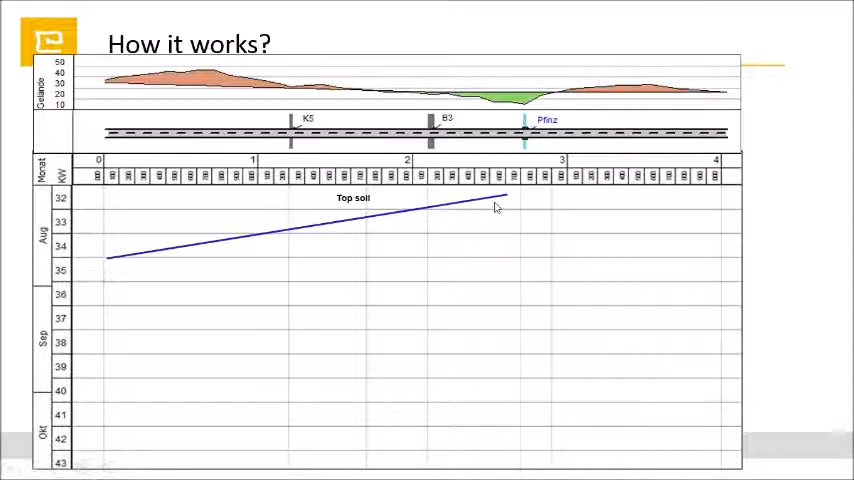 How it works?
Gelände
50
40
30
20
10
K5
B3
Pfinz
Monat
KW
0
1
2
3
4
Top soil
Aug
Sep
Okt
32
33
34
35
36
37
38
39
40
41
42
43